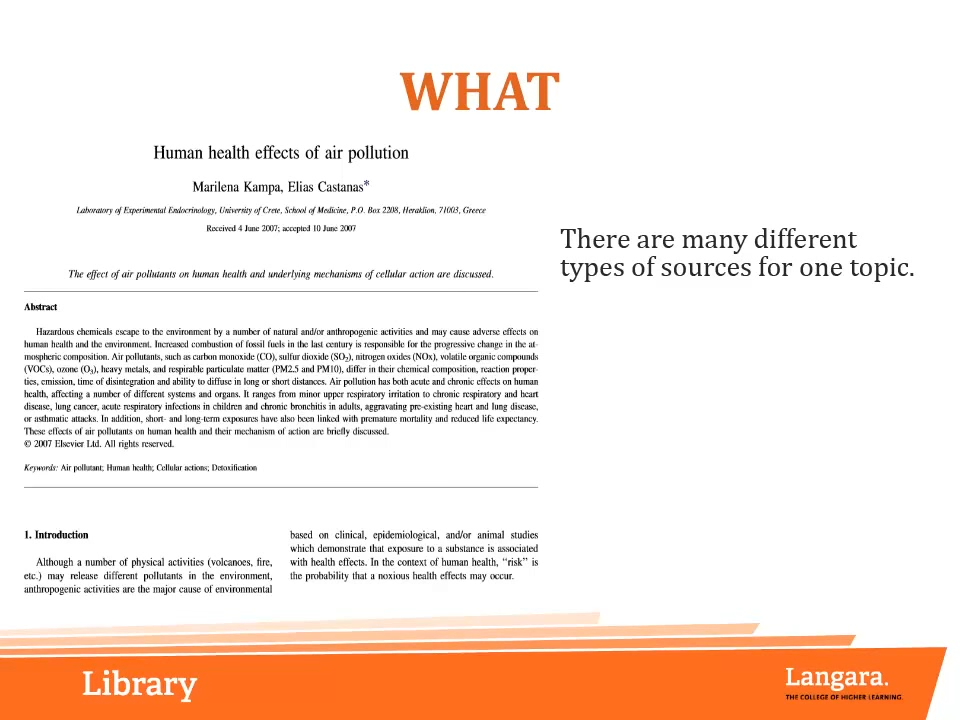 WHAT
Human health effects of air pollution
Marilena Kampa, Elias Castanas*
Laboratory of Experimental Endocrinology, University of Crete, School of Medicine, P.O. Box 2208, Heraklion, 71003, Greece
Received 4 June 2007; accepted 10 June 2007
The effect of air pollutants on human health and underlying mechanisms of cellular action are discussed.
Abstract
Hazardous chemicals escape to the environment by a number of natural and/or anthropogenic activities and may cause adverse effects on
human health and the environment. Increased combustion of fossil fuels in the last century is responsible for the progressive change in the at-
mospheric composition. Air pollutants, such as carbon monoxide (CO), sulfur dioxide (SO₂), nitrogen oxides (NOx), volatile organic compounds
(VOCs), ozone (O₃), heavy metals, and respirable particulate matter (PM2.5 and PM10), differ in their chemical composition, reaction proper-
ties, emission, time of disintegration and ability to diffuse in long or short distances. Air pollution has both acute and chronic effects on human
health, affecting a number of different systems and organs. It ranges from minor upper respiratory irritation to chronic respiratory and heart
disease, lung cancer, acute respiratory infections in children and chronic bronchitis in adults, aggravating pre-existing heart and lung disease,
or asthmatic attacks. In addition, short- and long-term exposures have also been linked with premature mortality and reduced life expectancy.
These effects of air pollutants on human health and their mechanism of action are briefly discussed.
© 2007 Elsevier Ltd. All rights reserved.
Keywords: Air pollutant; Human health; Cellular actions; Detoxification
1. Introduction
Although a number of physical activities (volcanoes, fire,
etc.) may release different pollutants in the environment,
anthropogenic activities are the major cause of environmental
based on clinical, epidemiological, and/or animal studies
which demonstrate that exposure to a substance is associated
with health effects. In the context of human health, "risk" is
the probability that a noxious health effects may occur.
There are many different
types of sources for one topic.
Library
Langara.
THE COLLEGE OF HIGHER LEARNING.